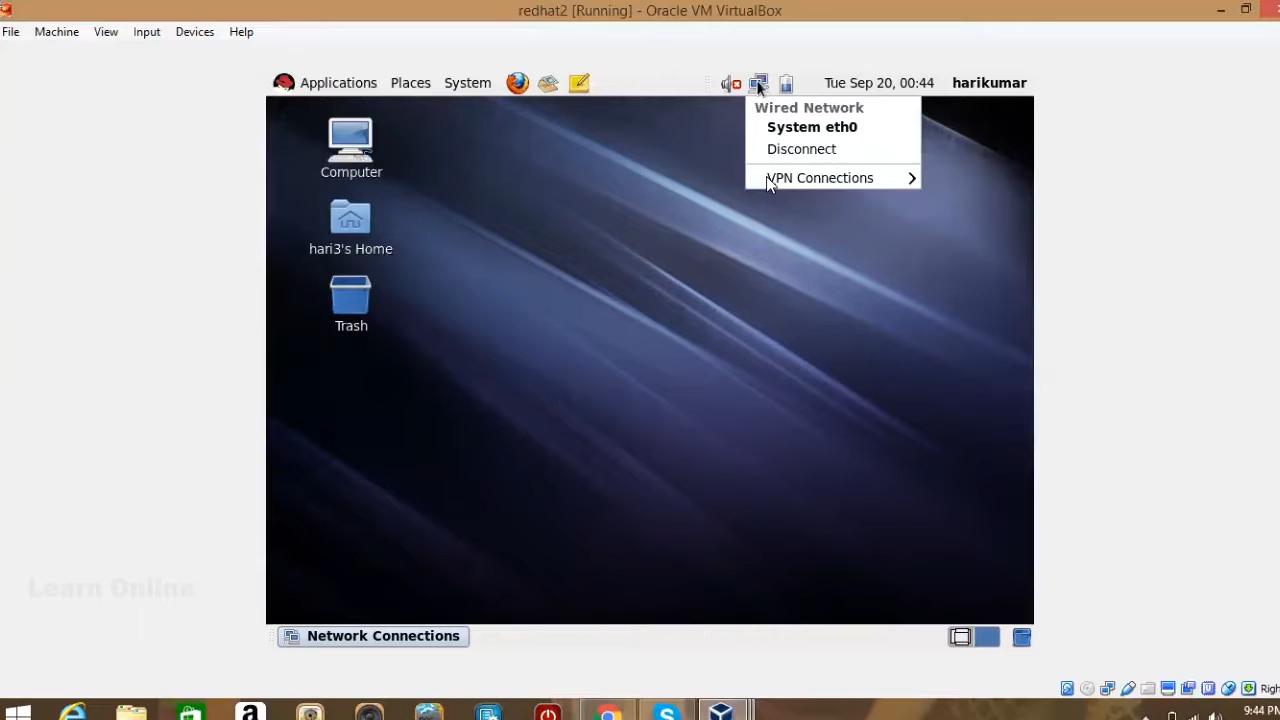 redhat2 [Running] - Oracle VM VirtualBox
File Machine View Input Devices Help
Applications Places System Tue Sep 20, 00:44 harikumar
Wired Network
System eth0
Disconnect
VPN Connections
Computer
hari3's Home
Trash
Learn Online
Network Connections
Righ
9:44 PM